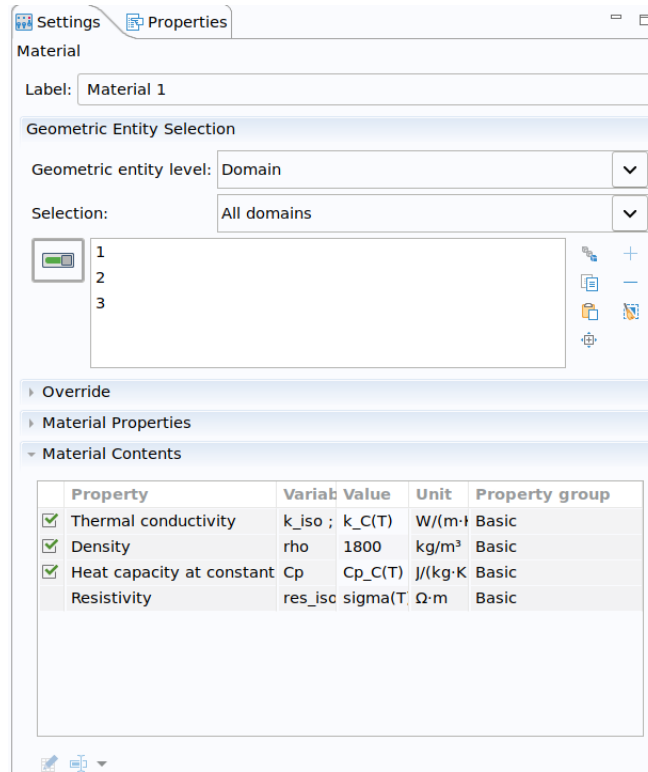 Settings Properties
Material
Label: Material 1
Geometric Entity Selection
Geometric entity level: Domain
Selection: All domains
1
2
3
Override
Material Properties
Material Contents
Property Variab Value Unit Property group
Thermal conductivity k_iso ; k_C(T) W/(m·K Basic
Density rho 1800 kg/m³ Basic
Heat capacity at constant Cp Cp_C(T) J/(kg·K Basic
Resistivity res_iso sigma(T) Ω·m Basic